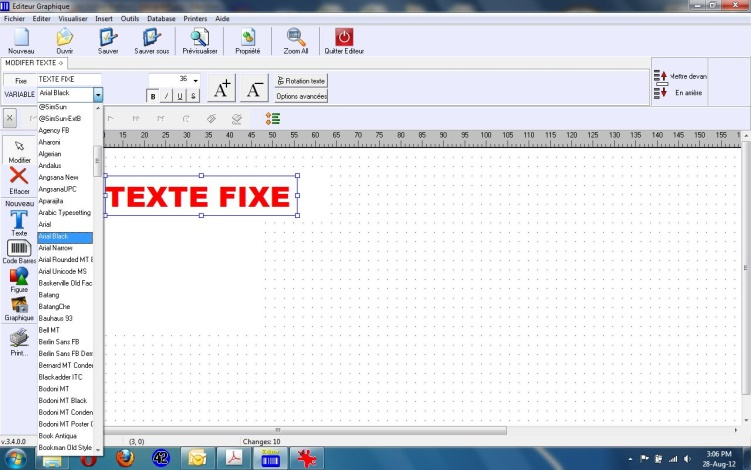 Editeur Graphique
Fichier Editer Visualiser Insert Outils Database Printers Aide
Nouveau Ouvrir Sauver Sauver sous Prévisualiser Propriété Zoom All Quitter Editeur
MODIFER TEXTE ->
Fixe TEXTE FIXE 36 A+ A- Rotation texte Mettre devan
VARIABLE Arial Black B / U S Options avancées En arrière
@SimSun
@SimSun-ExtB
Agency FB
Aharoni
Algerian
Andalus
Angsana New
AngsanaUPC
Aparajita
Arabic Typesetting
Arial
Arial Black
Arial Narrow
Arial Rounded MT B
Arial Unicode MS
Baskerville Old Fac
Batang
BatangChe
Bauhaus 93
Bell MT
Berlin Sans FB
Berlin Sans FB Dem
Bernard MT Conden
Blackadder ITC
Bodoni MT
Bodoni MT Black
Bodoni MT Conden
Bodoni MT Poster C
Book Antiqua
Bookman Old Style
15 20 25 30 35 40 45 50 55 60 65 70 75 80 85 90 95 100 105 110 115 120 125 130 135 140 145 150 155 1
Modifier
Effacer
Nouveau
Texte
Code Barres
Figure
Graphique
Print...
TEXTE FIXE
v.3.4.0.0 (3, 0) Changes: 10
42
3:06 PM
28-Aug-12